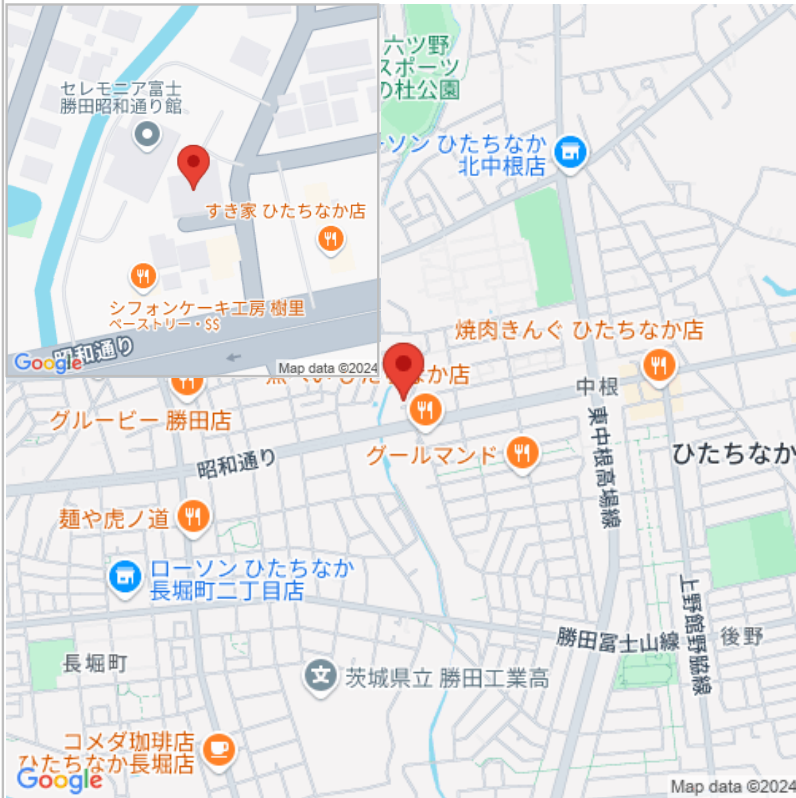 セレモニア富士
勝田昭和通り館
すき家 ひたちなか店
シフォンケーキ工房 樹里
ペーストリー・SS
昭和通り
Google
Map data ©2024
六ツ野
スポーツ
の杜公園
ーソン ひたちなか
北中根店
焼肉きんぐ ひたちなか店
か店
中根
グルービー 勝田店
昭和通り
グールマンド
東中根高場線
ひたちなか
麺や虎ノ道
ローソン ひたちなか
長堀町二丁目店
勝田冨士山線
後野
上野館野脇線
長堀町
茨城県立 勝田工業高
コメダ珈琲店
ひたちなか長堀店
Google
Map data ©2024